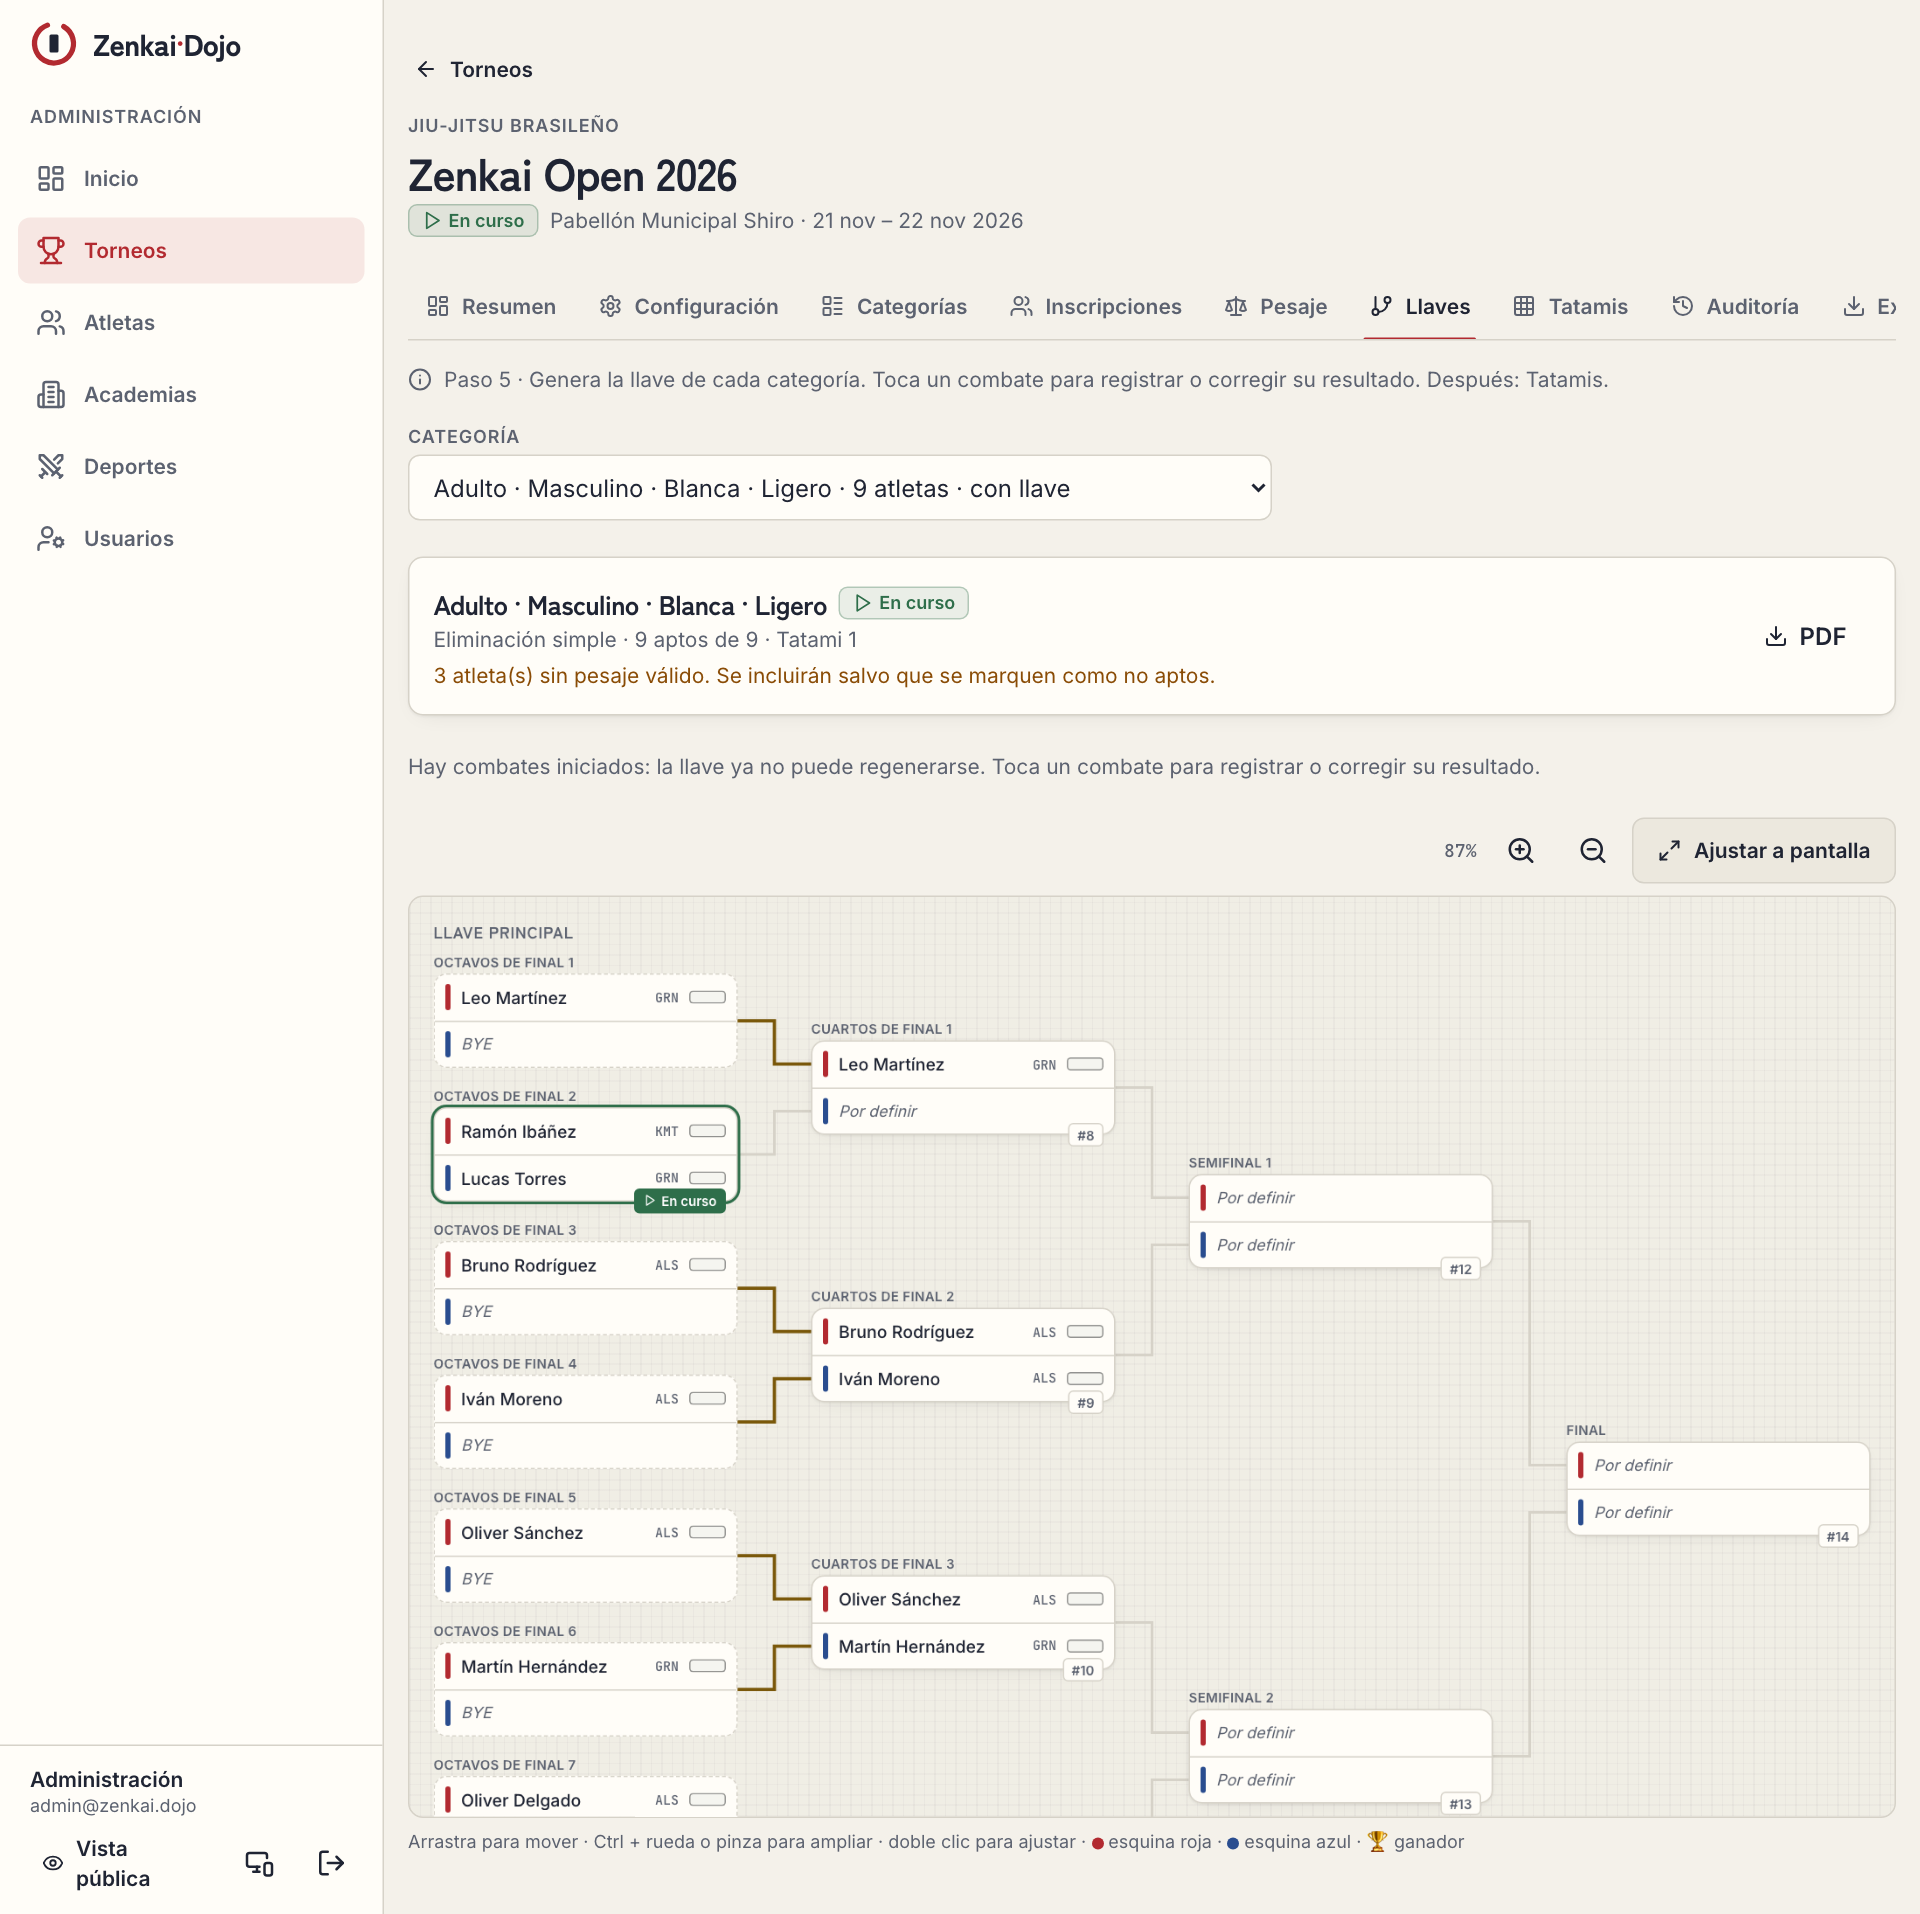 Zenkai·Dojo
ADMINISTRACIÓN
Inicio
Torneos
Atletas
Academias
Deportes
Usuarios
Administración
admin@zenkai.dojo
Vista
pública
Torneos
JIU-JITSU BRASILEÑO
Zenkai Open 2026
En curso Pabellón Municipal Shiro · 21 nov – 22 nov 2026
Resumen Configuración Categorías Inscripciones Pesaje Llaves Tatamis Auditoría Ex
Paso 5 · Genera la llave de cada categoría. Toca un combate para registrar o corregir su resultado. Después: Tatamis.
CATEGORÍA
Adulto · Masculino · Blanca · Ligero · 9 atletas · con llave
Adulto · Masculino · Blanca · Ligero En curso
Eliminación simple · 9 aptos de 9 · Tatami 1
3 atleta(s) sin pesaje válido. Se incluirán salvo que se marquen como no aptos.
PDF
Hay combates iniciados: la llave ya no puede regenerarse. Toca un combate para registrar o corregir su resultado.
87% Ajustar a pantalla
LLAVE PRINCIPAL
OCTAVOS DE FINAL 1
Leo Martínez GRN
BYE
OCTAVOS DE FINAL 2
Ramón Ibáñez KMT
Lucas Torres GRN
En curso
OCTAVOS DE FINAL 3
Bruno Rodríguez ALS
BYE
OCTAVOS DE FINAL 4
Iván Moreno ALS
BYE
OCTAVOS DE FINAL 5
Oliver Sánchez ALS
BYE
OCTAVOS DE FINAL 6
Martín Hernández GRN
BYE
OCTAVOS DE FINAL 7
Oliver Delgado ALS
CUARTOS DE FINAL 1
Leo Martínez GRN
Por definir
#8
CUARTOS DE FINAL 2
Bruno Rodríguez ALS
Iván Moreno ALS
#9
CUARTOS DE FINAL 3
Oliver Sánchez ALS
Martín Hernández GRN
#10
SEMIFINAL 1
Por definir
Por definir
#12
SEMIFINAL 2
Por definir
Por definir
#13
FINAL
Por definir
Por definir
#14
Arrastra para mover · Ctrl + rueda o pinza para ampliar · doble clic para ajustar · esquina roja · esquina azul · 🏆 ganador